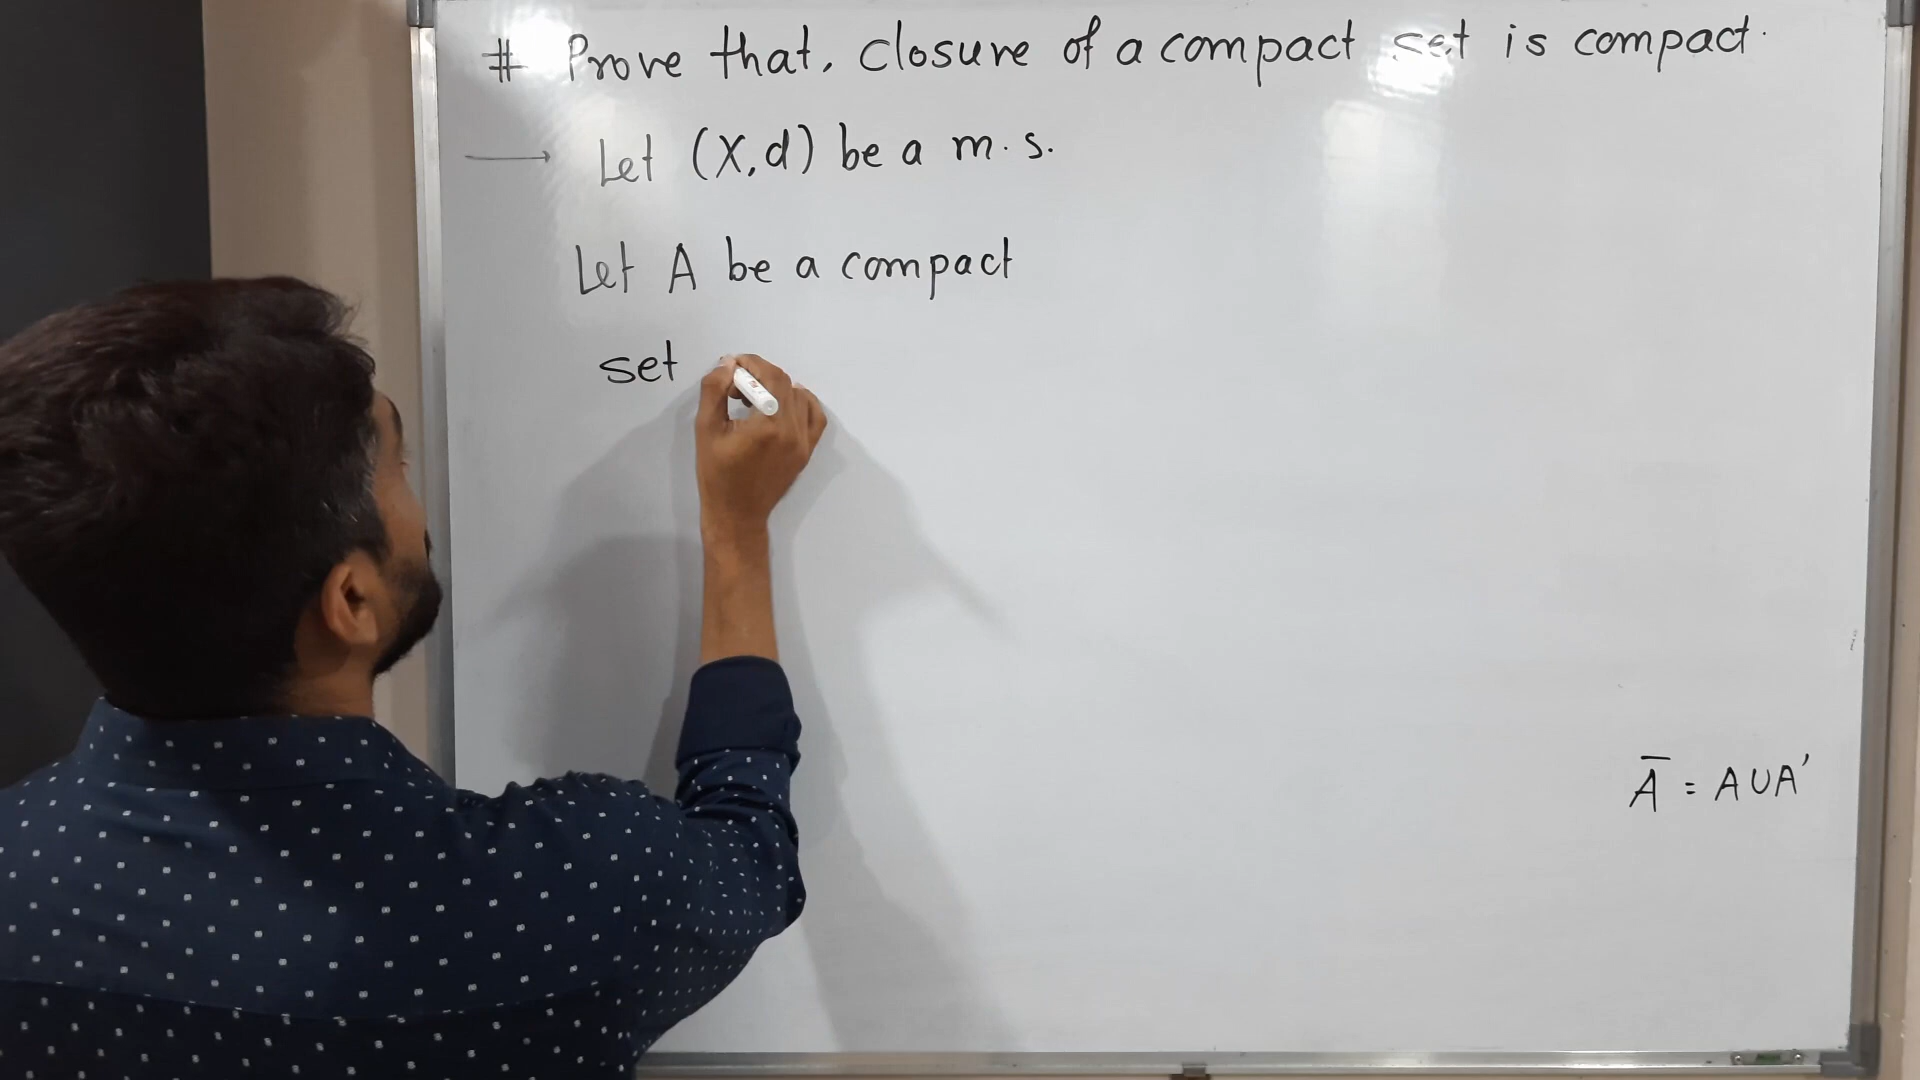 # Prove that, closure of a compact set is compact.
→ Let (X,d) be a m.s.
Let A be a compact
set
A̅ = A∪A'